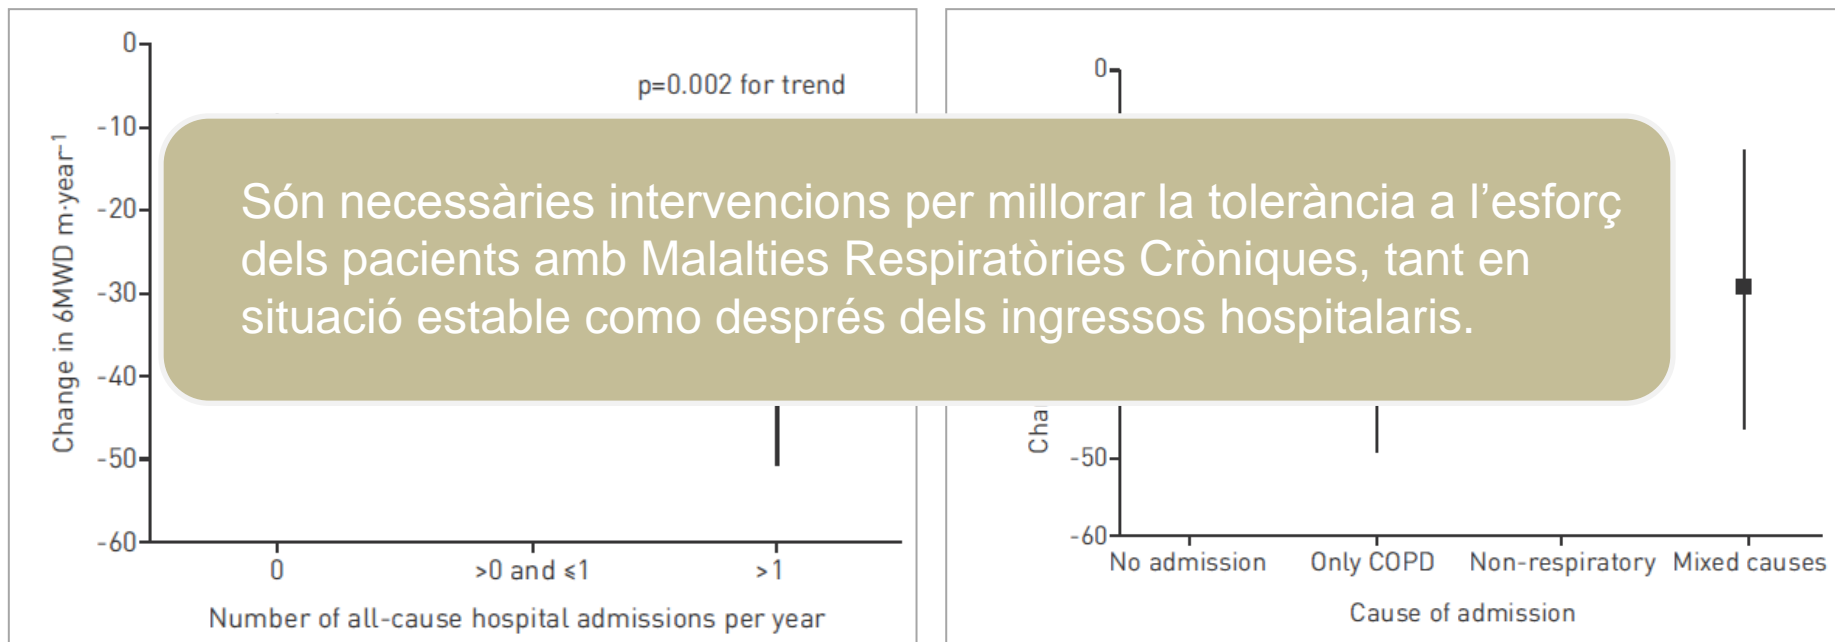 0
p=0.002 for trend
-10
-20
-30
-40
-50
-60
Change in 6MWD m·year⁻¹
0
>0 and ⩽1
>1
Number of all-cause hospital admissions per year
Són necessàries intervencions per millorar la tolerància a l’esforç
dels pacients amb Malalties Respiratòries Cròniques, tant en
situació estable como després dels ingressos hospitalaris.
0
-50
-60
No admission
Only COPD
Non-respiratory
Mixed causes
Cause of admission